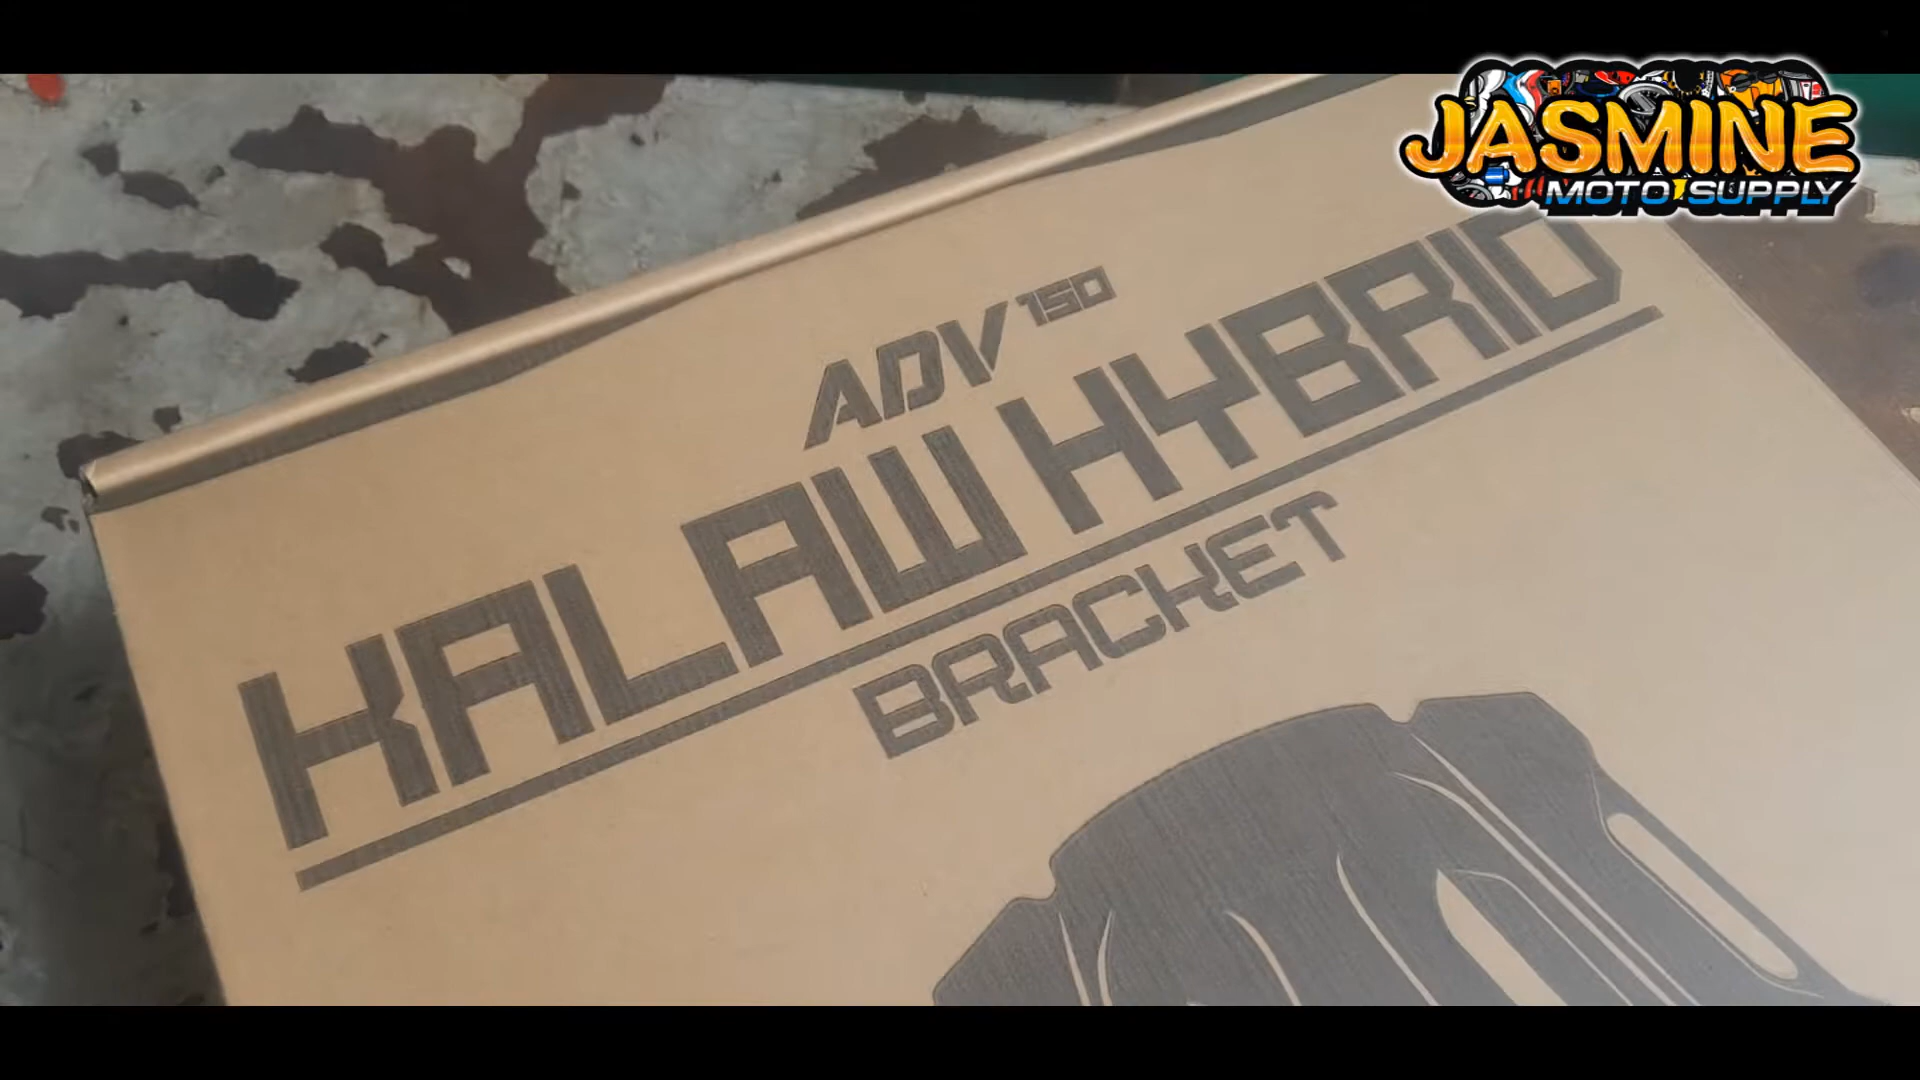 JASMINE
MOTO SUPPLY
ADV 150
KALAW HYBRID
BRACKET